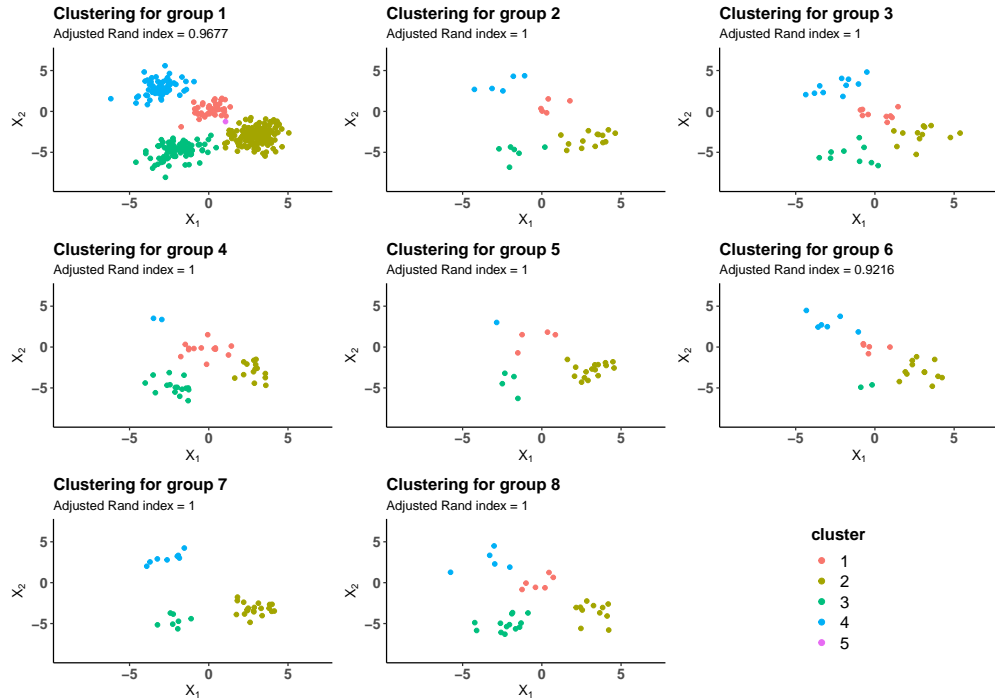 Clustering for group 1
Adjusted Rand index = 0.9677
5
0
−5
X2
−5 0 5
X1
Clustering for group 2
Adjusted Rand index = 1
5
0
−5
X2
−5 0 5
X1
Clustering for group 3
Adjusted Rand index = 1
5
0
−5
X2
−5 0 5
X1
Clustering for group 4
Adjusted Rand index = 1
5
0
−5
X2
−5 0 5
X1
Clustering for group 5
Adjusted Rand index = 1
5
0
−5
X2
−5 0 5
X1
Clustering for group 6
Adjusted Rand index = 0.9216
5
0
−5
X2
−5 0 5
X1
Clustering for group 7
Adjusted Rand index = 1
5
0
−5
X2
−5 0 5
X1
Clustering for group 8
Adjusted Rand index = 1
5
0
−5
X2
−5 0 5
X1
cluster
1
2
3
4
5